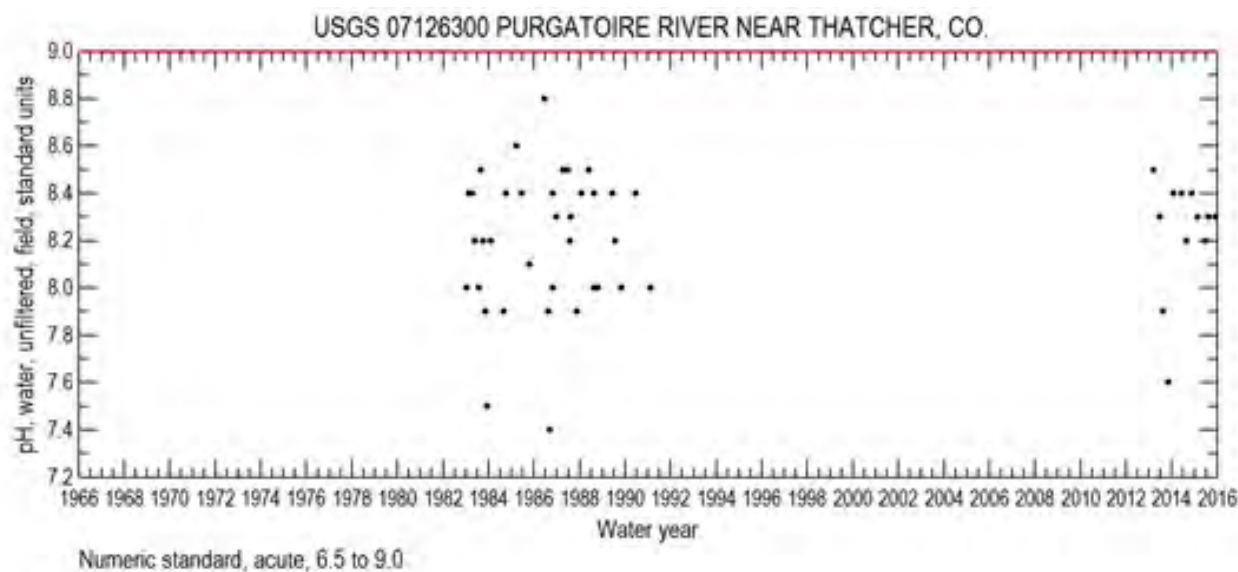 USGS 07126300 PURGATOIRE RIVER NEAR THATCHER, CO.
pH, water, unfiltered, field, standard units
9.0
8.8
8.6
8.4
8.2
8.0
7.8
7.6
7.4
7.2
1966 1968 1970 1972 1974 1976 1978 1980 1982 1984 1986 1988 1990 1992 1994 1996 1998 2000 2002 2004 2006 2008 2010 2012 2014 2016
Water year
Numeric standard, acute, 6.5 to 9.0